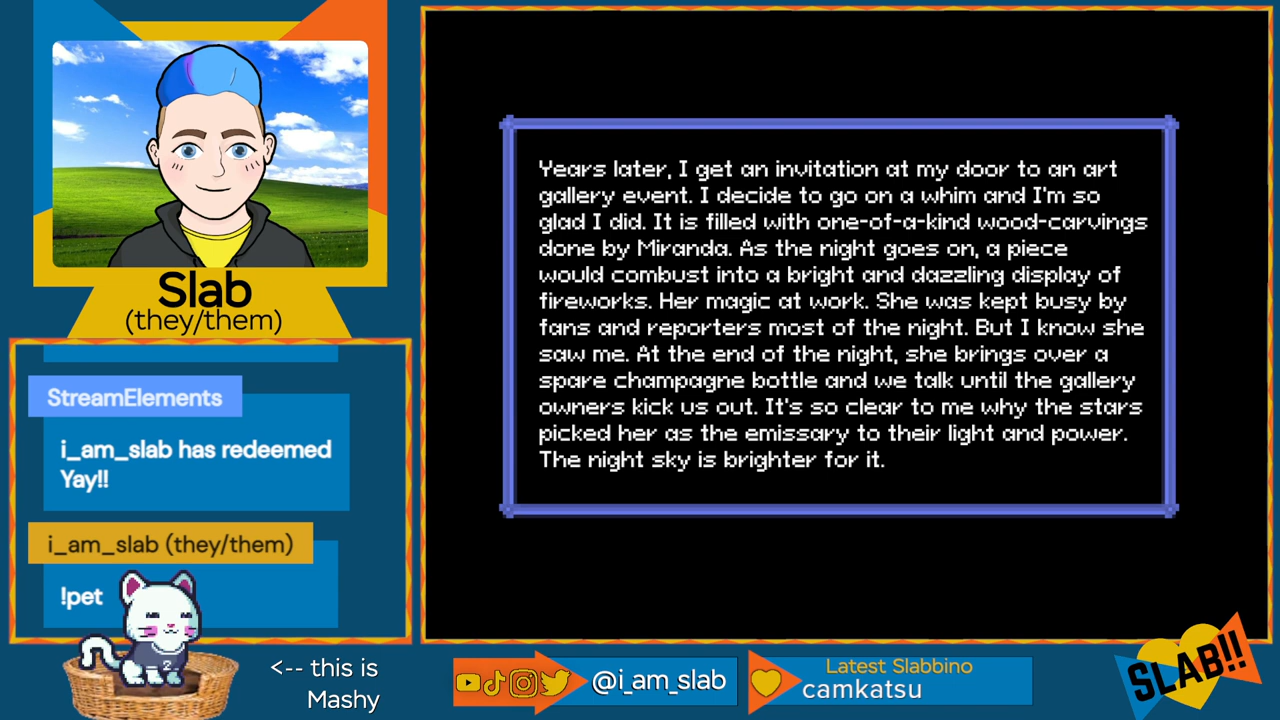 Slab
(they/them)
StreamElements
i_am_slab has redeemed
Yay!!
i_am_slab (they/them)
!pet
2
<-- this is
Mashy
Years later, I get an invitation at my door to an art
gallery event. I decide to go on a whim and I'm so
glad I did. It is filled with one-of-a-kind wood-carvings
done by Miranda. As the night goes on, a piece
would combust into a bright and dazzling display of
fireworks. Her magic at work. She was kept busy by
fans and reporters most of the night. But I know she
saw me. At the end of the night, she brings over a
spare champagne bottle and we talk until the gallery
owners kick us out. It's so clear to me why the stars
picked her as the emissary to their light and power.
The night sky is brighter for it.
@i_am_slab
Latest Slabbino
camkatsu
SLAB!!